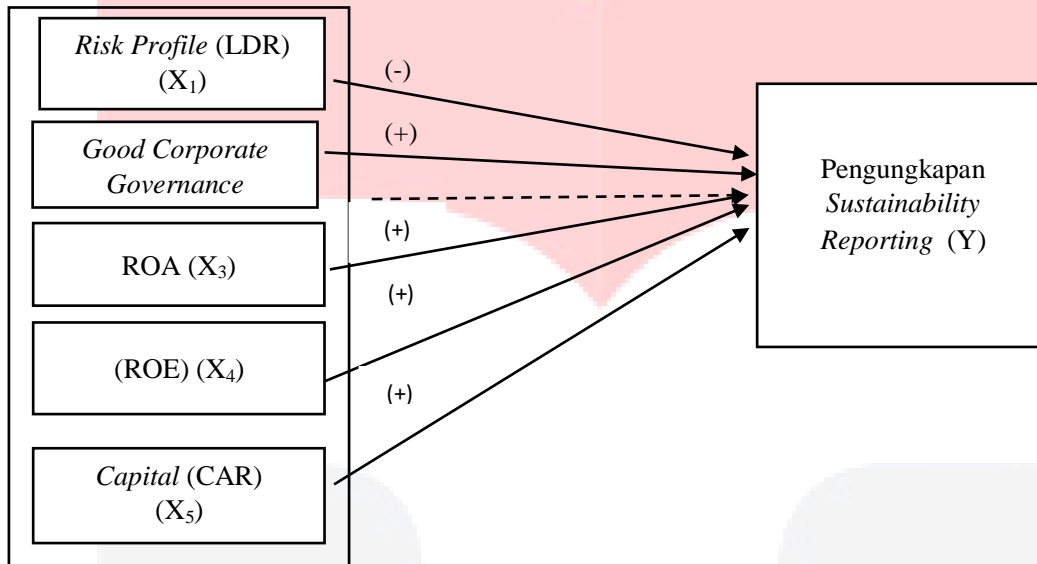 Risk Profile (LDR)
(X₁)
(-)
Good Corporate
Governance
(+)
ROA (X₃)
(+)
(ROE) (X₄)
(+)
Capital (CAR)
(X₅)
(+)
Pengungkapan
Sustainability
Reporting (Y)